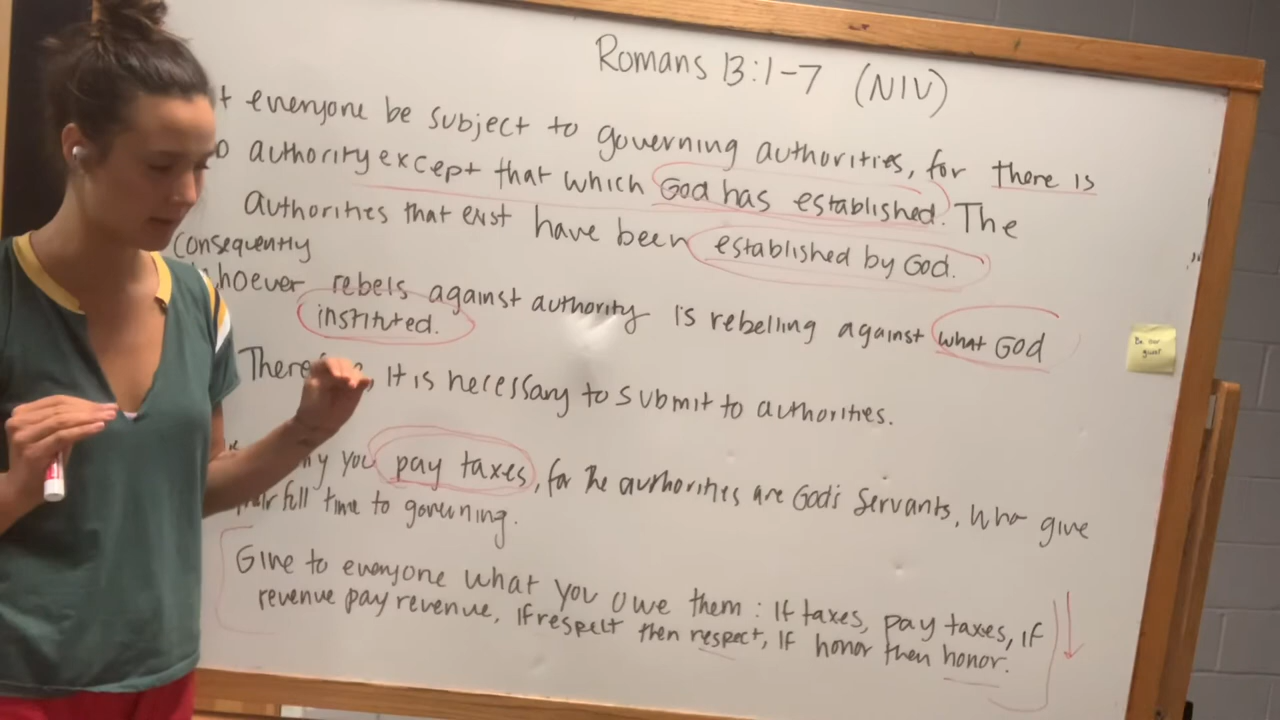 Romans 13:1-7 (NIV)
everyone be subject to governing authorities, for there is
authority except that which God has established. The
authorities that exist have been established by God.
Consequently
whoever rebels against authority is rebelling against what God
instituted.
it is necessary to submit to authorities.
you pay taxes, for the authorities are God's servants, who give
full time to governing.
Give to everyone what you owe them: If taxes, pay taxes, if
revenue pay revenue, if respect then respect, if honor then honor.
Be our
guest